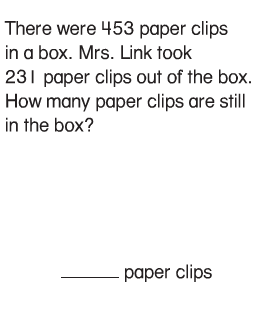 There were 453 paper clips
in a box. Mrs. Link took
231 paper clips out of the box.
How many paper clips are still
in the box?
______ paper clips